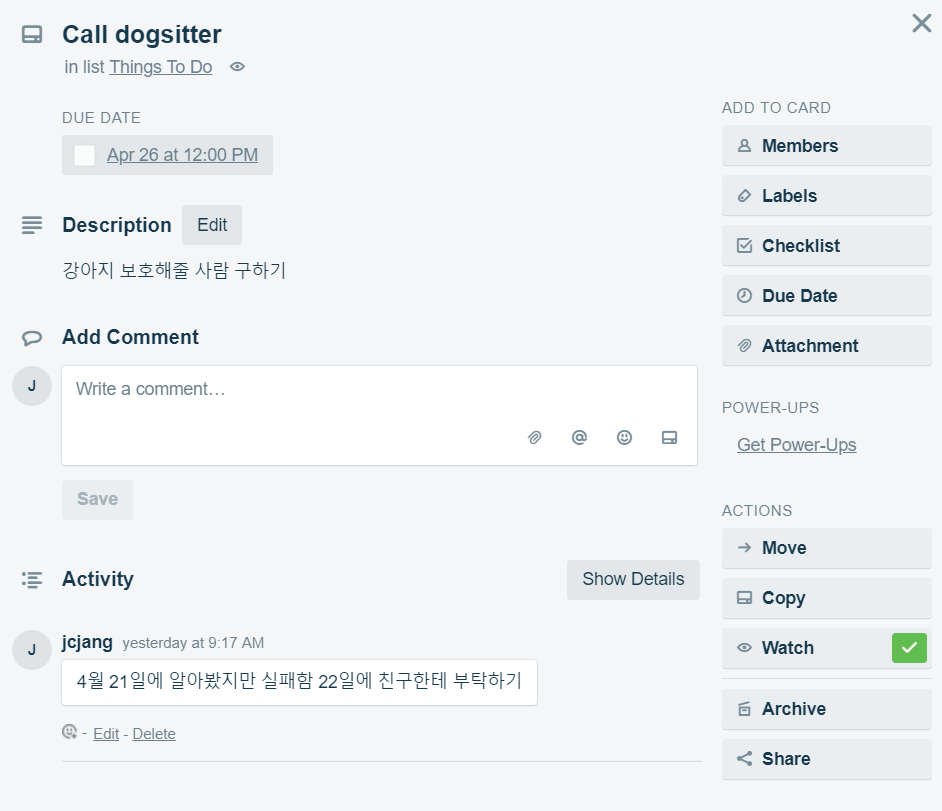 Call dogsitter
in list Things To Do
DUE DATE
Apr 26 at 12:00 PM
Description
Edit
강아지 보호해줄 사람 구하기
Add Comment
J
Write a comment…
Save
Activity
Show Details
J
jcjang yesterday at 9:17 AM
4월 21일에 알아봤지만 실패함 22일에 친구한테 부탁하기
- Edit - Delete
ADD TO CARD
Members
Labels
Checklist
Due Date
Attachment
POWER-UPS
Get Power-Ups
ACTIONS
Move
Copy
Watch
Archive
Share